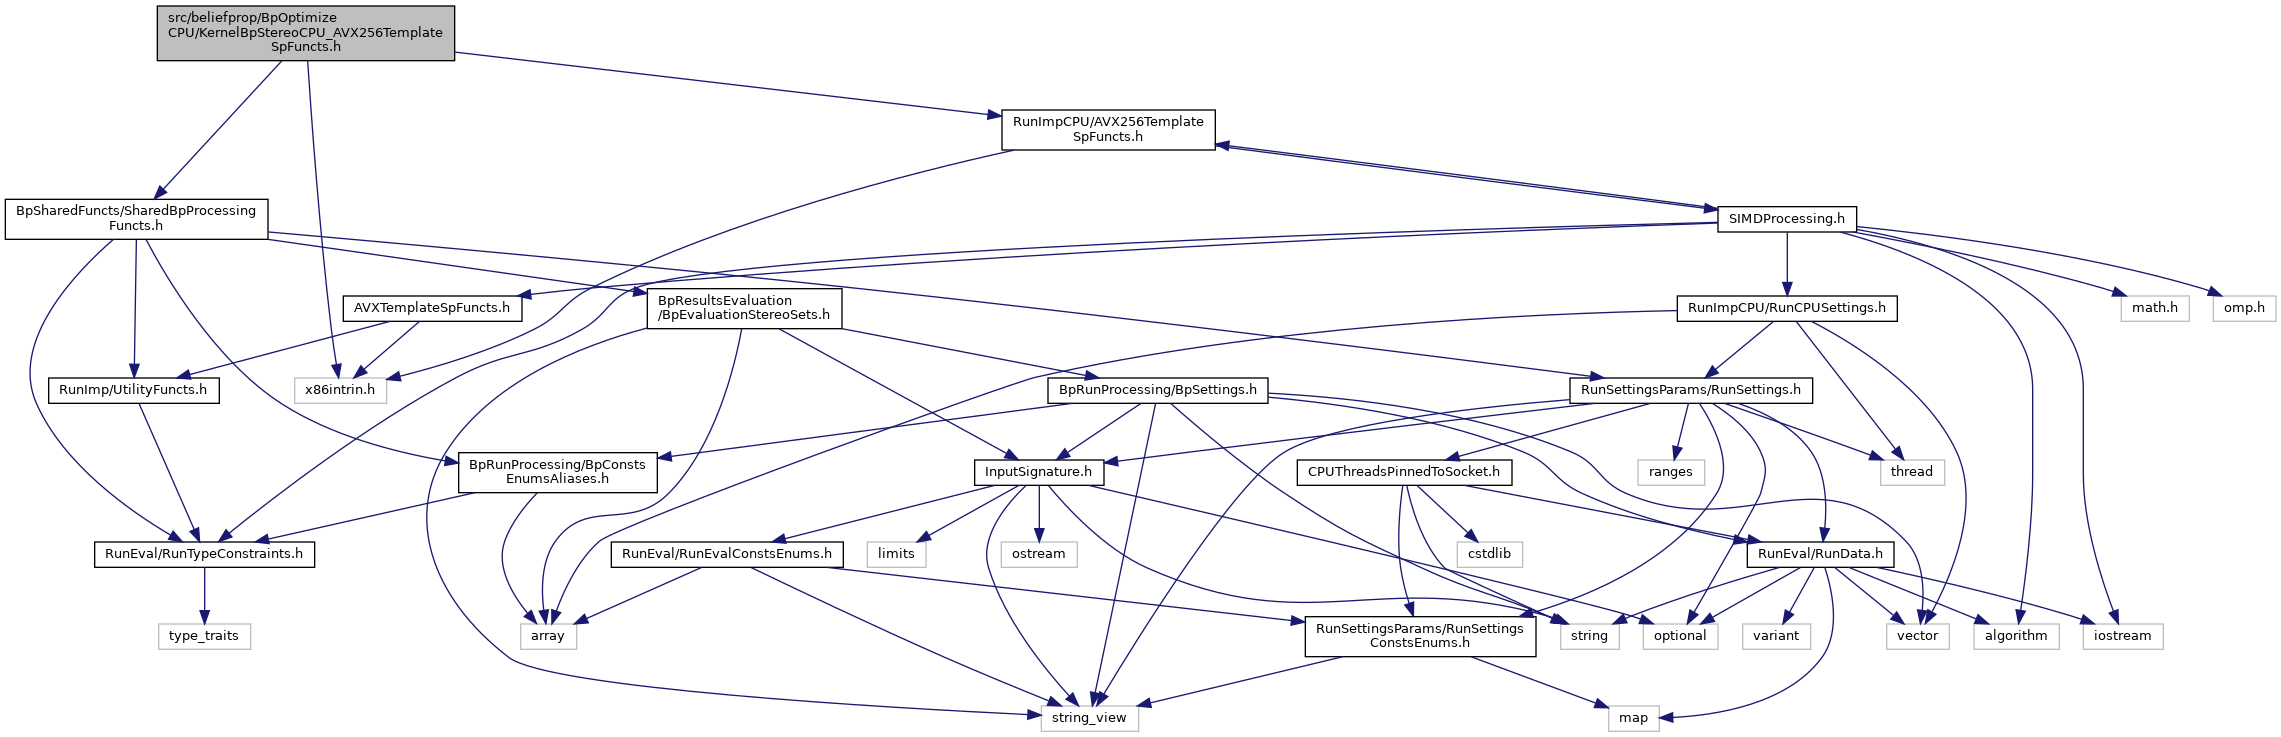 src/beliefprop/BpOptimize
CPU/KernelBpStereoCPU_AVX256Template
SpFuncts.h
RunImpCPU/AVX256Template
SpFuncts.h
BpSharedFuncts/SharedBpProcessing
Functs.h
SIMDProcessing.h
AVXTemplateSpFuncts.h
BpResultsEvaluation
/BpEvaluationStereoSets.h
RunImpCPU/RunCPUSettings.h
math.h
omp.h
RunImp/UtilityFuncts.h
x86intrin.h
BpRunProcessing/BpSettings.h
RunSettingsParams/RunSettings.h
BpRunProcessing/BpConsts
EnumsAliases.h
InputSignature.h
CPUThreadsPinnedToSocket.h
ranges
thread
RunEval/RunTypeConstraints.h
RunEval/RunEvalConstsEnums.h
limits
ostream
cstdlib
RunEval/RunData.h
type_traits
array
RunSettingsParams/RunSettings
ConstsEnums.h
string
optional
variant
vector
algorithm
iostream
string_view
map